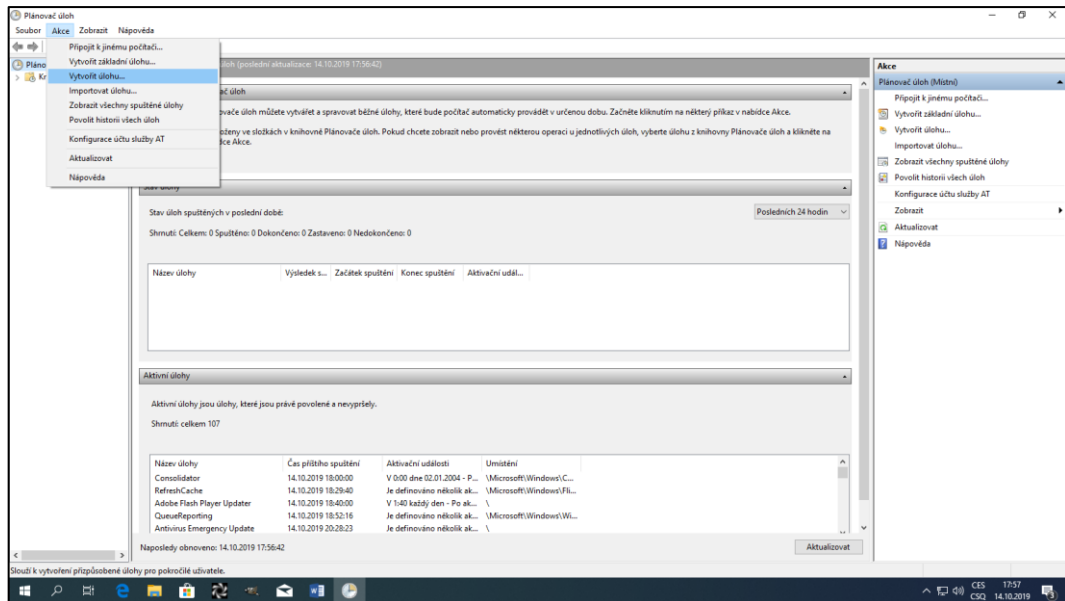 Plánovač úloh
Soubor Akce Zobrazit Nápověda
Připojit k jinému počítači...
Vytvořit základní úlohu...
Vytvořit úlohu...
Importovat úlohu...
Zobrazit všechny spuštěné úlohy
Povolit historii všech úloh
Konfigurace účtu služby AT
Aktualizovat
Nápověda
Pláno
Kr
úloh (poslední aktualizace: 14.10.2019 17:56:42)
ač úloh
ovače úloh můžete vytvářet a spravovat běžné úlohy, které bude počítač automaticky provádět v určenou dobu. Začněte kliknutím na některý příkaz v nabídce Akce.
oženy ve složkách v knihovně Plánovače úloh. Pokud chcete zobrazit nebo provést některou operaci u jednotlivých úloh, vyberte úlohu z knihovny Plánovače úloh a klikněte na
dce Akce.
Stav úlohy
Stav úloh spuštěných v poslední době:
Posledních 24 hodin
Shrnutí: Celkem: 0 Spuštěno: 0 Dokončeno: 0 Zastaveno: 0 Nedokončeno: 0
Název úlohy Výsledek s... Začátek spuštění Konec spuštění Aktivační udál...
Aktivní úlohy
Aktivní úlohy jsou úlohy, které jsou právě povolené a nevypršely.
Shrnutí: celkem 107
Název úlohy Čas příštího spuštění Aktivační události Umístění
Consolidator 14.10.2019 18:00:00 V 0:00 dne 02.01.2004 - P... \Microsoft\Windows\C...
RefreshCache 14.10.2019 18:29:40 Je definováno několik ak... \Microsoft\Windows\Fli...
Adobe Flash Player Updater 14.10.2019 18:40:00 V 1:40 každý den - Po ak... \
QueueReporting 14.10.2019 18:52:16 Je definováno několik ak... \Microsoft\Windows\Wi...
Antivirus Emergency Update 14.10.2019 20:28:23 Je definováno několik ak... \
Naposledy obnoveno: 14.10.2019 17:56:42
Aktualizovat
Akce
Plánovač úloh (Místní)
Připojit k jinému počítači...
Vytvořit základní úlohu...
Vytvořit úlohu...
Importovat úlohu...
Zobrazit všechny spuštěné úlohy
Povolit historii všech úloh
Konfigurace účtu služby AT
Zobrazit
Aktualizovat
Nápověda
Slouží k vytvoření přizpůsobené úlohy pro pokročilé uživatele.
CES 17:57
CSQ 14.10.2019